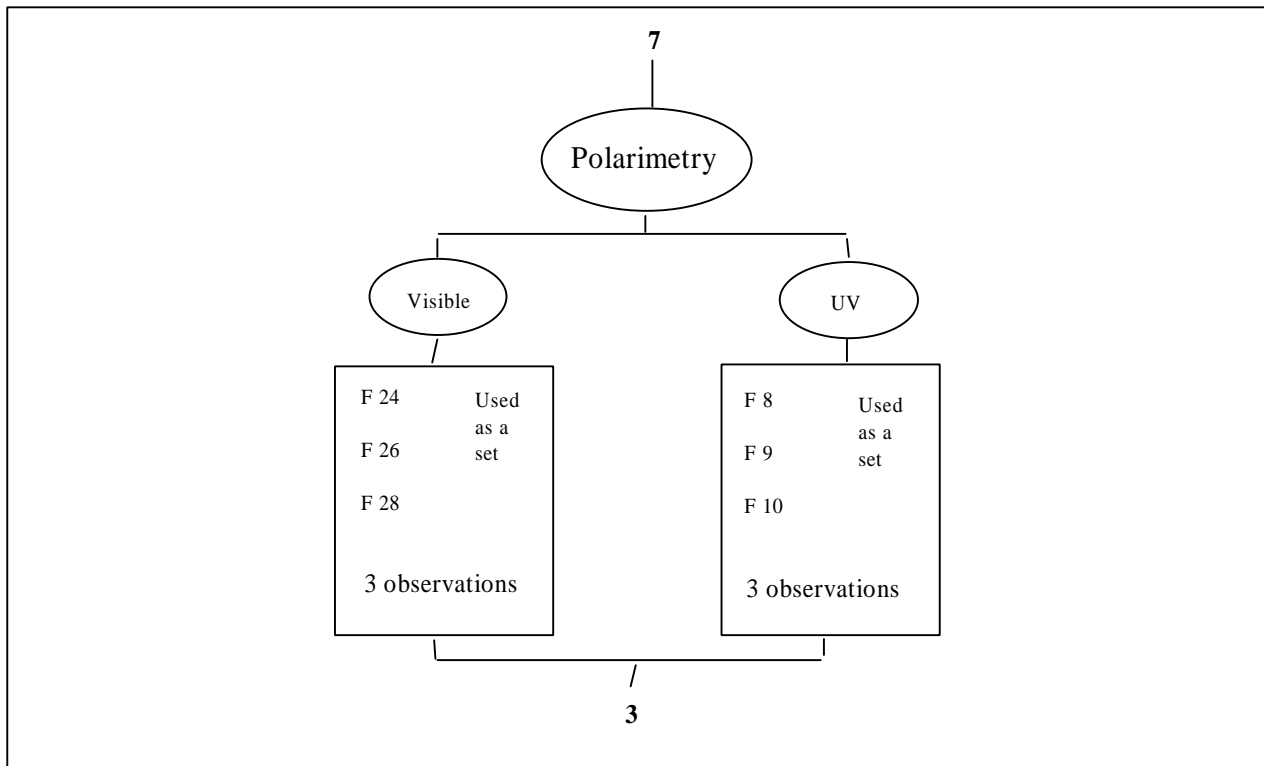 7
Polarimetry
Visible
UV
F 24
F 26
F 28
Used
as a
set
3 observations
F 8
F 9
F 10
Used
as a
set
3 observations
3